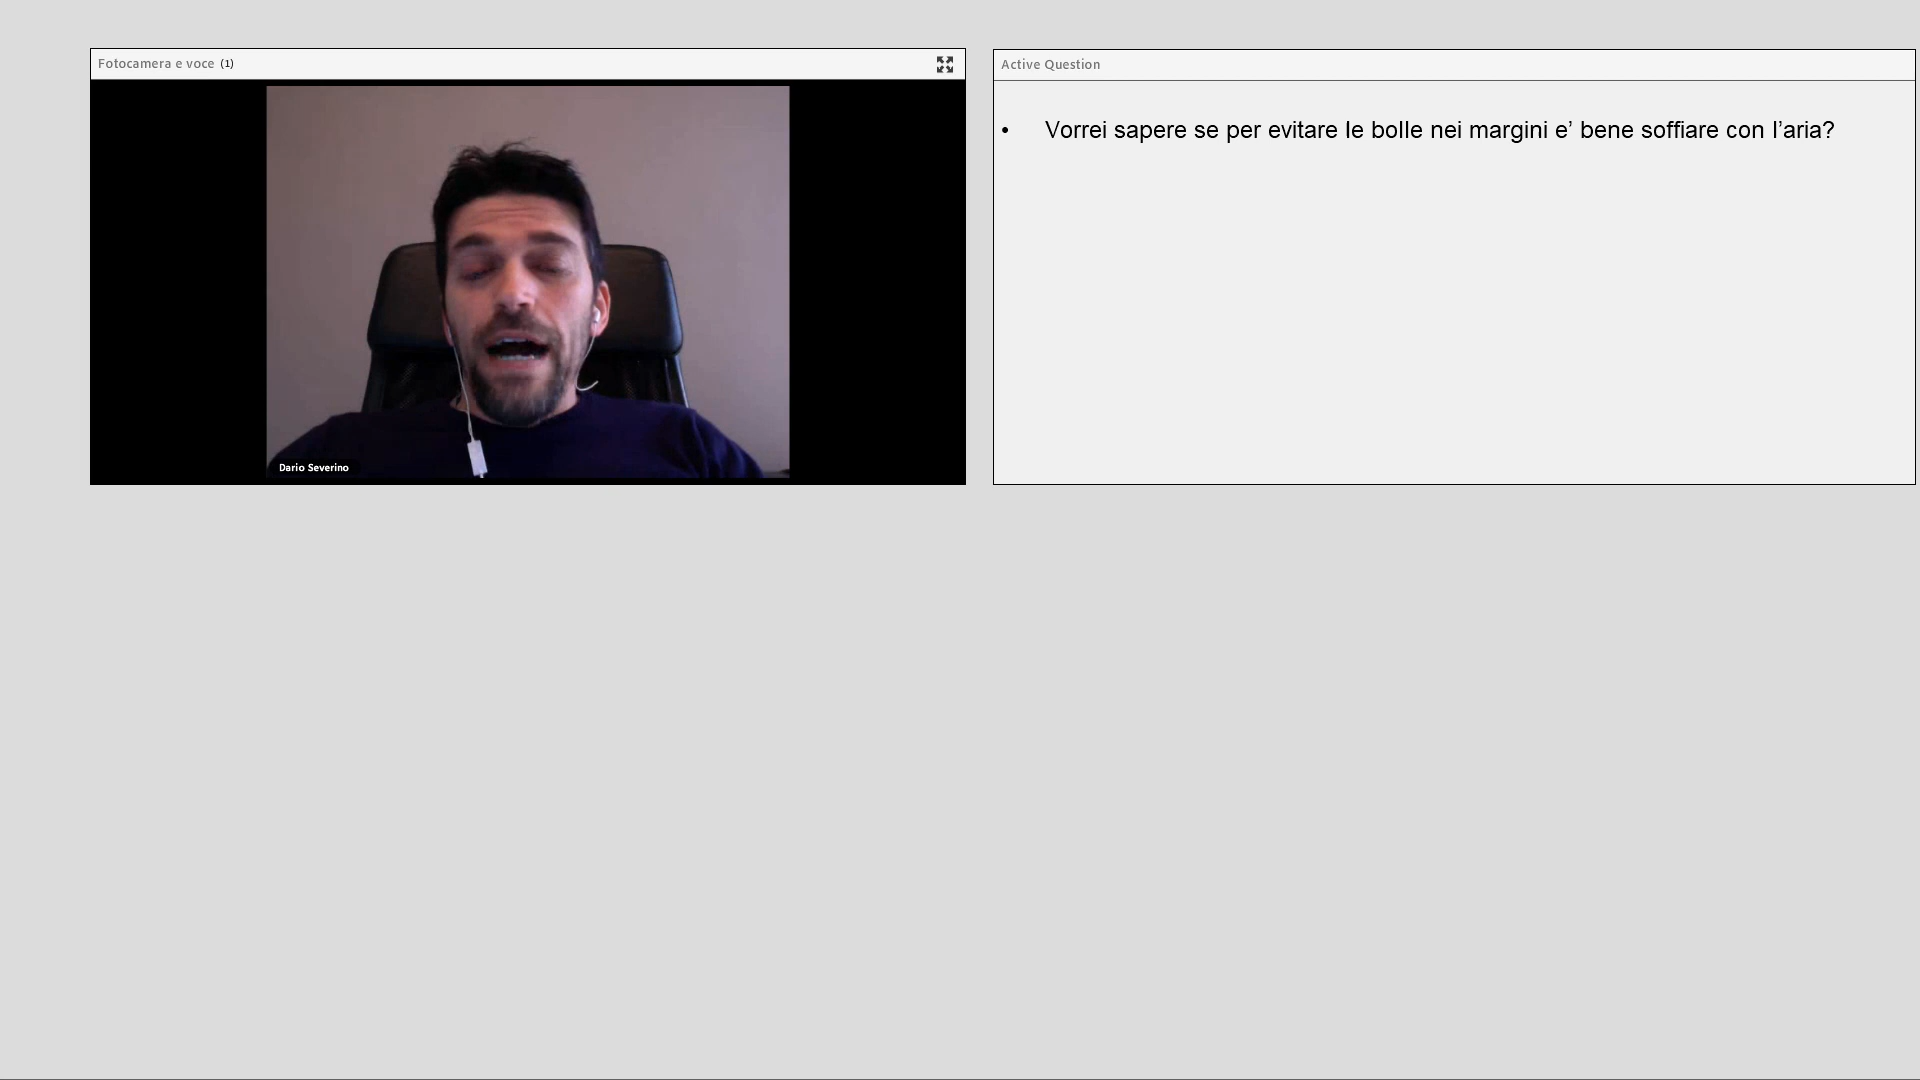 Fotocamera e voce (1)
Dario Severino
Active Question
• Vorrei sapere se per evitare le bolle nei margini e’ bene soffiare con l’aria?